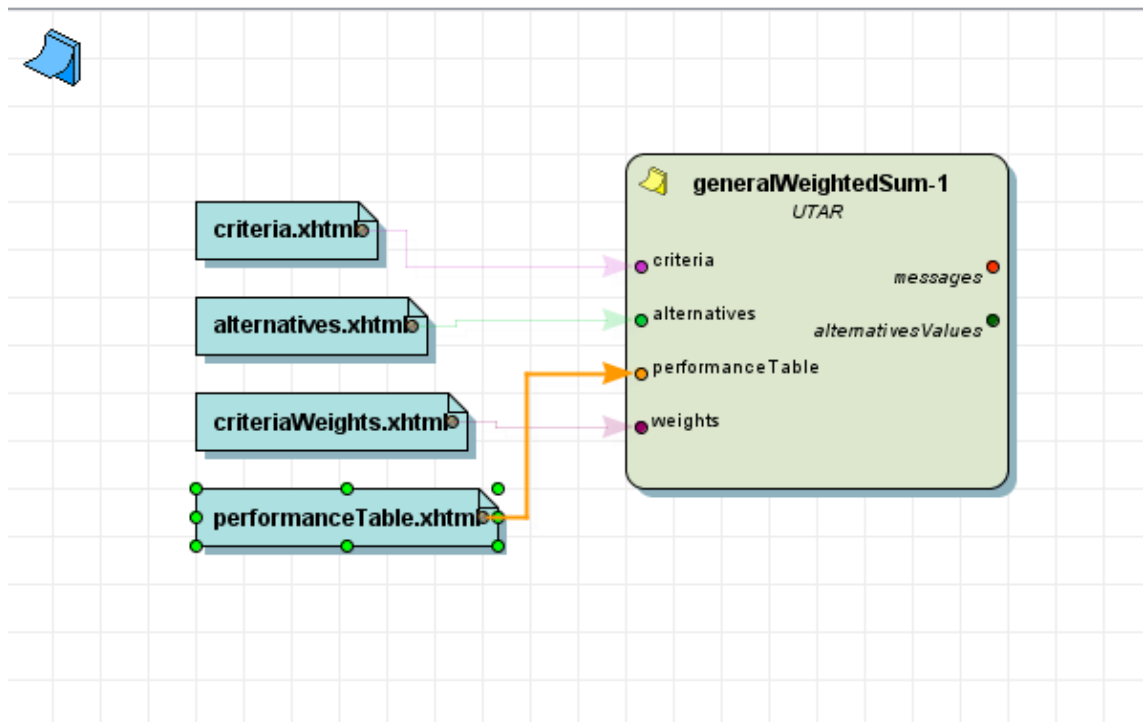 criteria.xhtml
alternatives.xhtml
criteriaWeights.xhtml
performanceTable.xhtml
generalWeightedSum-1
UTAR
criteria
alternatives
performanceTable
weights
messages
alternativesValues